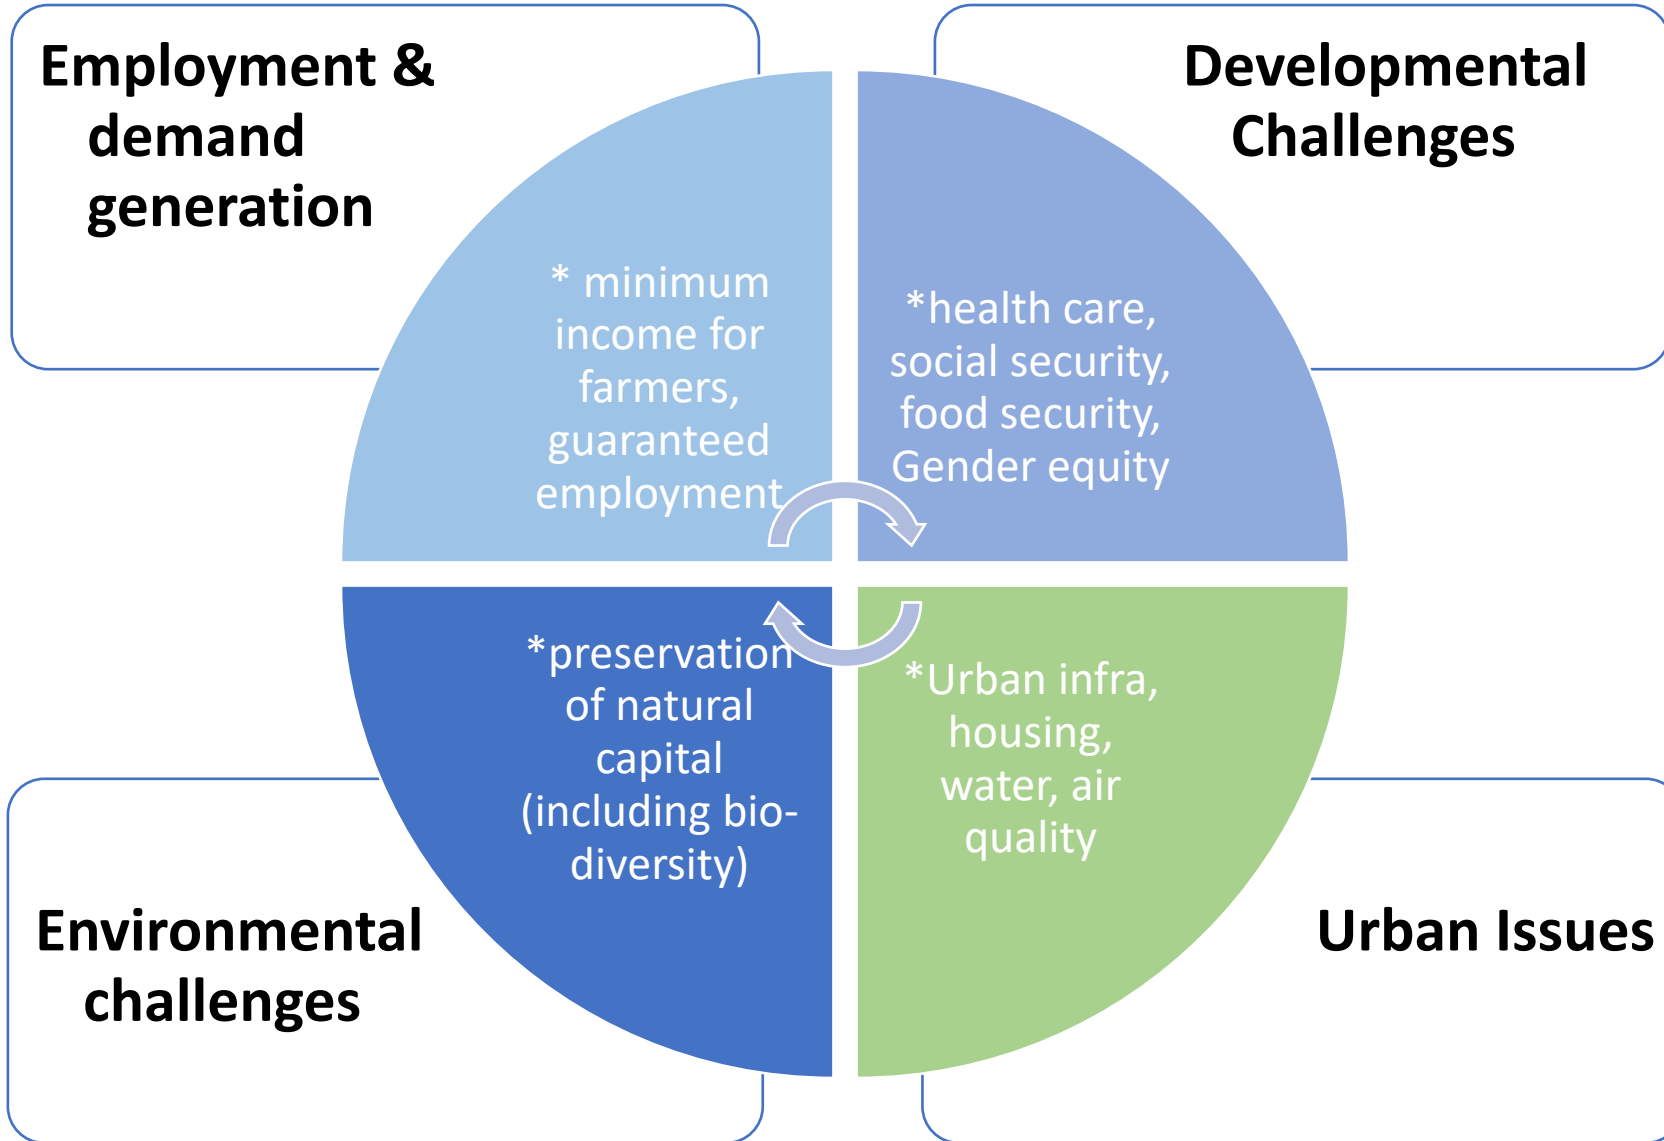 Employment &
demand
generation
Developmental
Challenges
* minimum
income for
farmers,
guaranteed
employment
*health care,
social security,
food security,
Gender equity
*preservation
of natural
capital
(including bio-
diversity)
*Urban infra,
housing,
water, air
quality
Environmental
challenges
Urban Issues